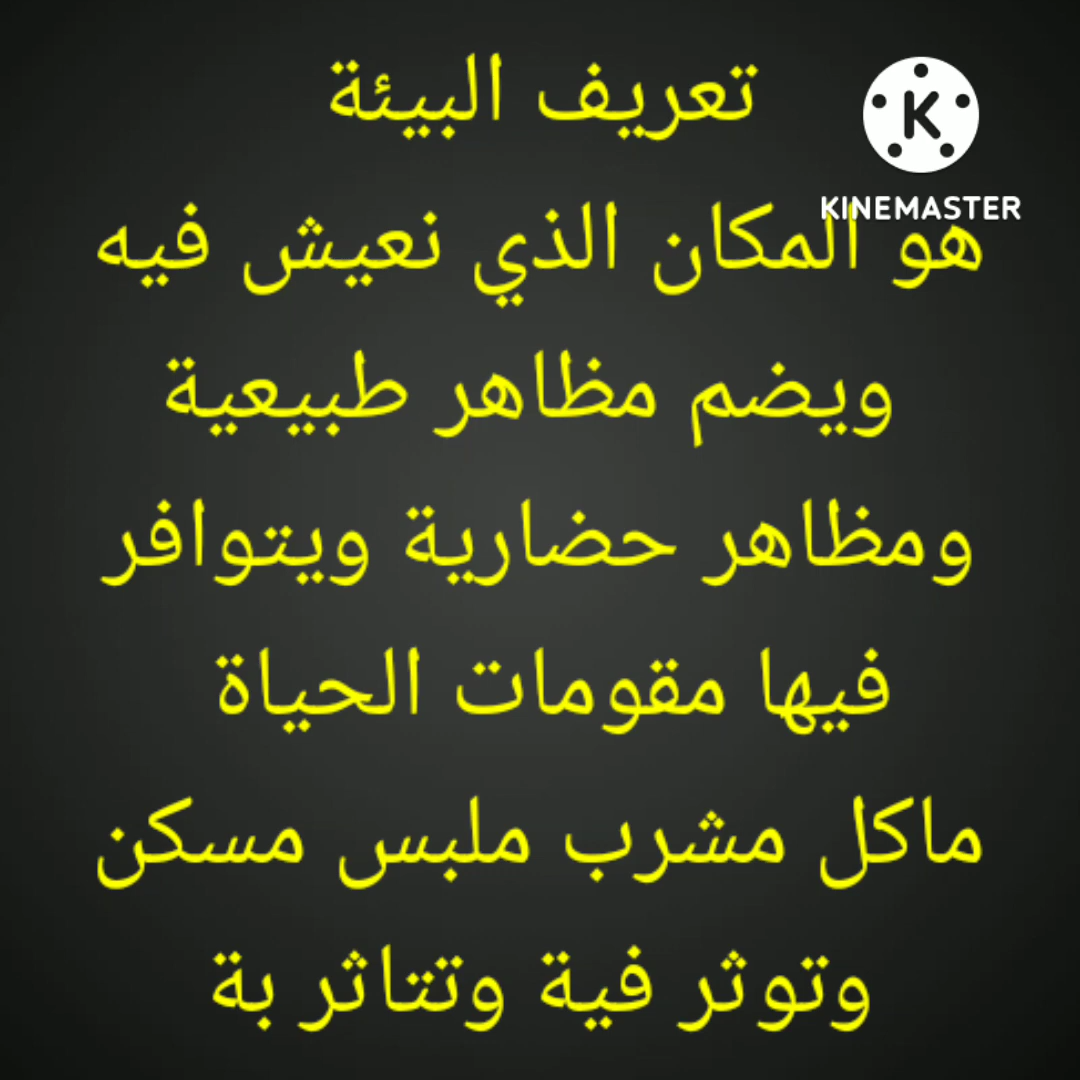 تعريف البيئة
KINEMASTER
هو المكان الذي نعيش فيه
ويضم مظاهر طبيعية
ومظاهر حضارية ويتوافر
فيها مقومات الحياة
ماكل مشرب ملبس مسكن
وتوثر فية وتتاثر بة